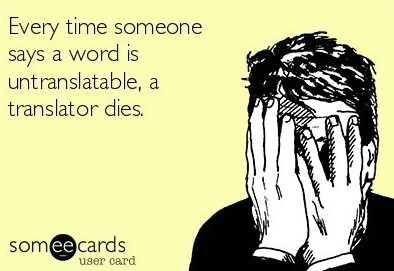 Every time someone
says a word is
untranslatable, a
translator dies.
someecards
user card